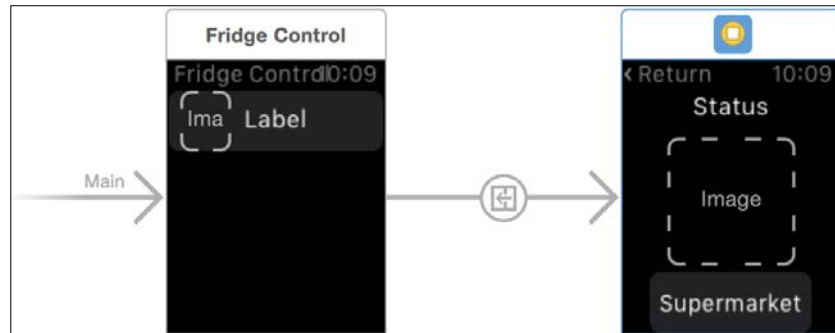 Fridge Control
Fridge Control 10:09
Ima Label
Main
< Return 10:09
Status
Image
Supermarket